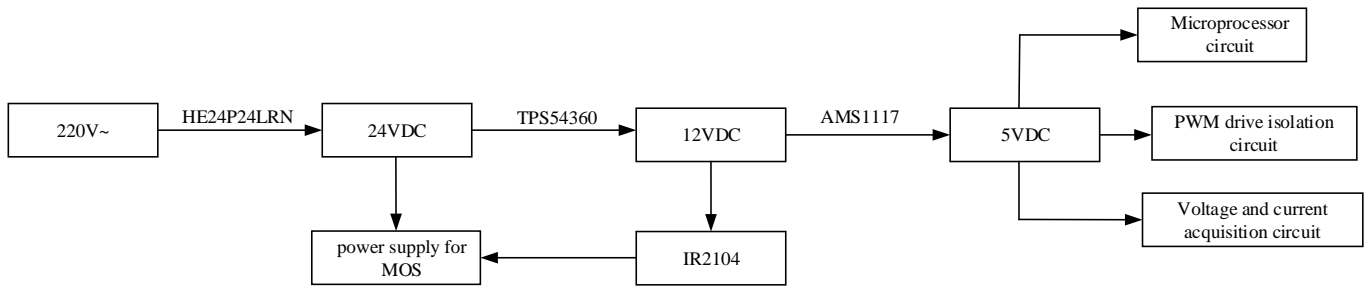 Microprocessor
circuit
HE24P24LRN
TPS54360
AMS1117
220V~
24VDC
12VDC
5VDC
PWM drive isolation
circuit
Voltage and current
acquisition circuit
power supply for
MOS
IR2104